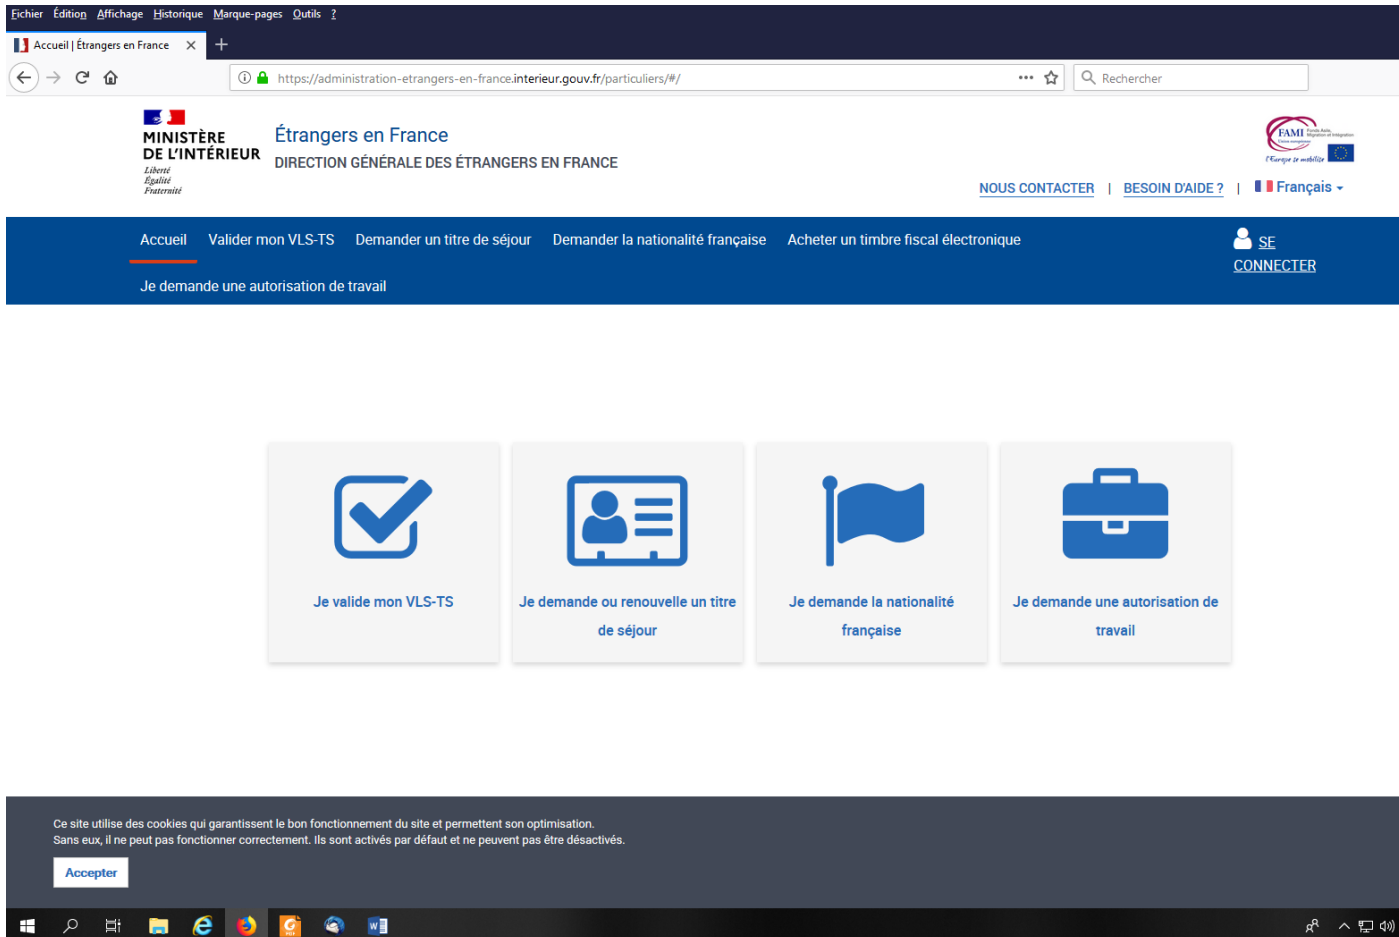 Fichier Édition Affichage Historique Marque-pages Outils ?
Accueil | Étrangers en France
https://administration-etrangers-en-france.interieur.gouv.fr/particuliers/#/
Rechercher
MINISTÈRE
DE L'INTÉRIEUR
Liberté
Égalité
Fraternité
Étrangers en France
DIRECTION GÉNÉRALE DES ÉTRANGERS EN FRANCE
FAMI
l'Europe se mobilise
NOUS CONTACTER | BESOIN D'AIDE ? | Français
Accueil Valider mon VLS-TS Demander un titre de séjour Demander la nationalité française Acheter un timbre fiscal électronique
SE
CONNECTER
Je demande une autorisation de travail
Je valide mon VLS-TS
Je demande ou renouvelle un titre
de séjour
Je demande la nationalité
française
Je demande une autorisation de
travail
Ce site utilise des cookies qui garantissent le bon fonctionnement du site et permettent son optimisation.
Sans eux, il ne peut pas fonctionner correctement. Ils sont activés par défaut et ne peuvent pas être désactivés.
Accepter